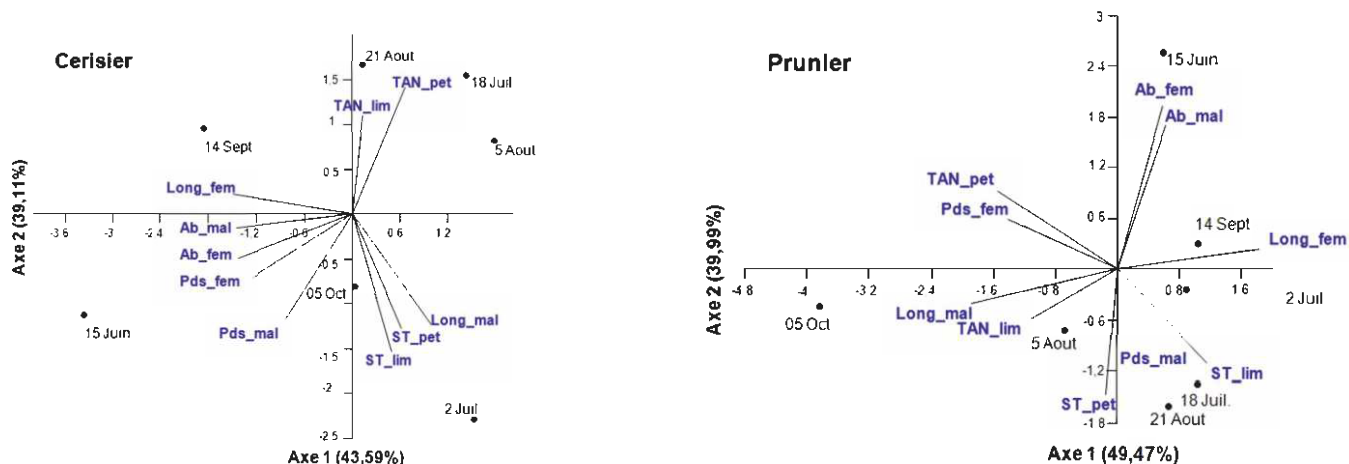 Cerisier
21 Aout
18 Juil
TAN_pet
TAN_lim
1.5
1
14 Sept
5 Aout
0.5
Long_fem
-3.6 -3 -2.4 -1.8 -1.2 -0.6 0.6 1.2
Ab_mal
Ab_fem
-0.5
Pds_fem
05 Oct
Pds_mal
Long_mal
15 Juin
ST_pet
-1.5
ST_lim
-2
2 Juil
-2.5
Axe 2 (39,11%)
Axe 1 (43,59%)
Prunier
3
15 Juin
2.4
Ab_fem
1.8
Ab_mal
1.2
TAN_pet
Pds_fem
0.6
14 Sept
Long_fem
-4.8 -4 -3.2 -2.4 -1.6 -0.8 0.8 1.6
2 Juil
Long_mal
05 Oct
TAN_lim
-0.6
5 Aout
Pds_mal
-1.2
ST_lim
ST_pet
18 Juil.
21 Aout
-1.8
Axe 2 (39,99%)
Axe 1 (49,47%)